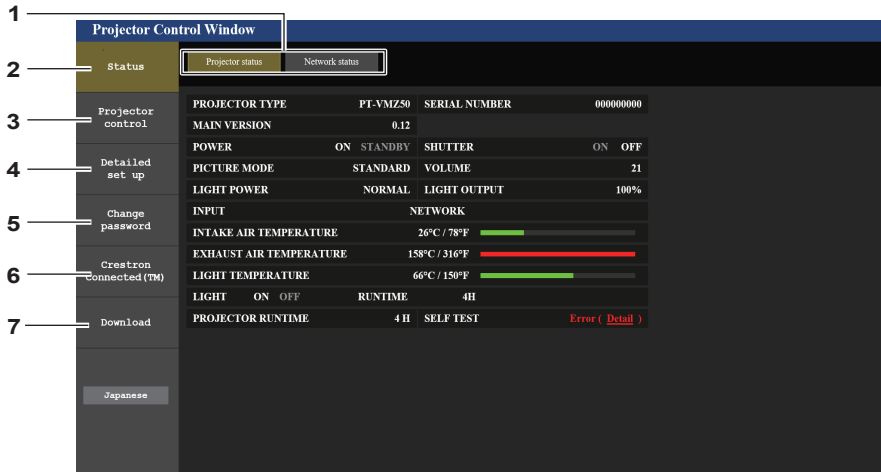 1
Projector Control Window
2
Status
Projector status Network status
3
Projector
control
4
Detailed
set up
5
Change
password
6
Crestron
Connected(TM)
7
Download
Japanese
PROJECTOR TYPE PT-VMZ50 SERIAL NUMBER 000000000
MAIN VERSION 0.12
POWER ON STANDBY SHUTTER ON OFF
PICTURE MODE STANDARD VOLUME 21
LIGHT POWER NORMAL LIGHT OUTPUT 100%
INPUT NETWORK
INTAKE AIR TEMPERATURE 26°C / 78°F
EXHAUST AIR TEMPERATURE 158°C / 316°F
LIGHT TEMPERATURE 66°C / 150°F
LIGHT ON OFF RUNTIME 4H
PROJECTOR RUNTIME 4 H SELF TEST Error ( Detail )